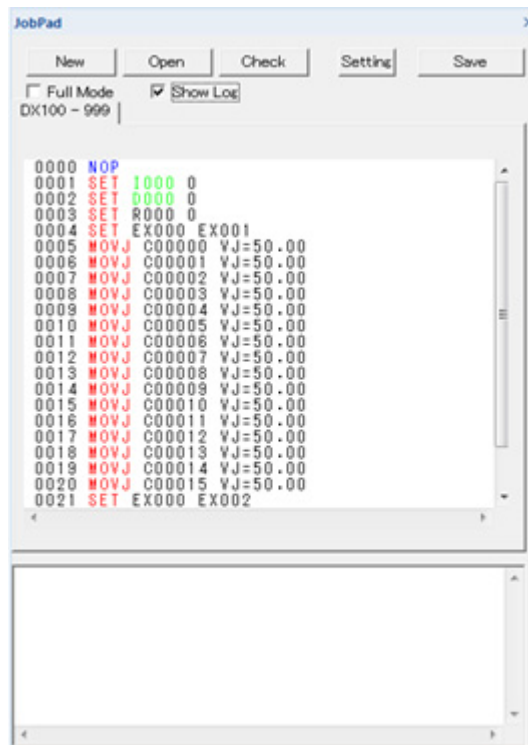 JobPad
New Open Check Setting Save
Full Mode Show Log
DX100 - 999
0000 NOP
0001 SET I000 0
0002 SET D000 0
0003 SET R000 0
0004 SET EX000 EX001
0005 MOVJ C00000 VJ=50.00
0006 MOVJ C00001 VJ=50.00
0007 MOVJ C00002 VJ=50.00
0008 MOVJ C00003 VJ=50.00
0009 MOVJ C00004 VJ=50.00
0010 MOVJ C00005 VJ=50.00
0011 MOVJ C00006 VJ=50.00
0012 MOVJ C00007 VJ=50.00
0013 MOVJ C00008 VJ=50.00
0014 MOVJ C00009 VJ=50.00
0015 MOVJ C00010 VJ=50.00
0016 MOVJ C00011 VJ=50.00
0017 MOVJ C00012 VJ=50.00
0018 MOVJ C00013 VJ=50.00
0019 MOVJ C00014 VJ=50.00
0020 MOVJ C00015 VJ=50.00
0021 SET EX000 EX002